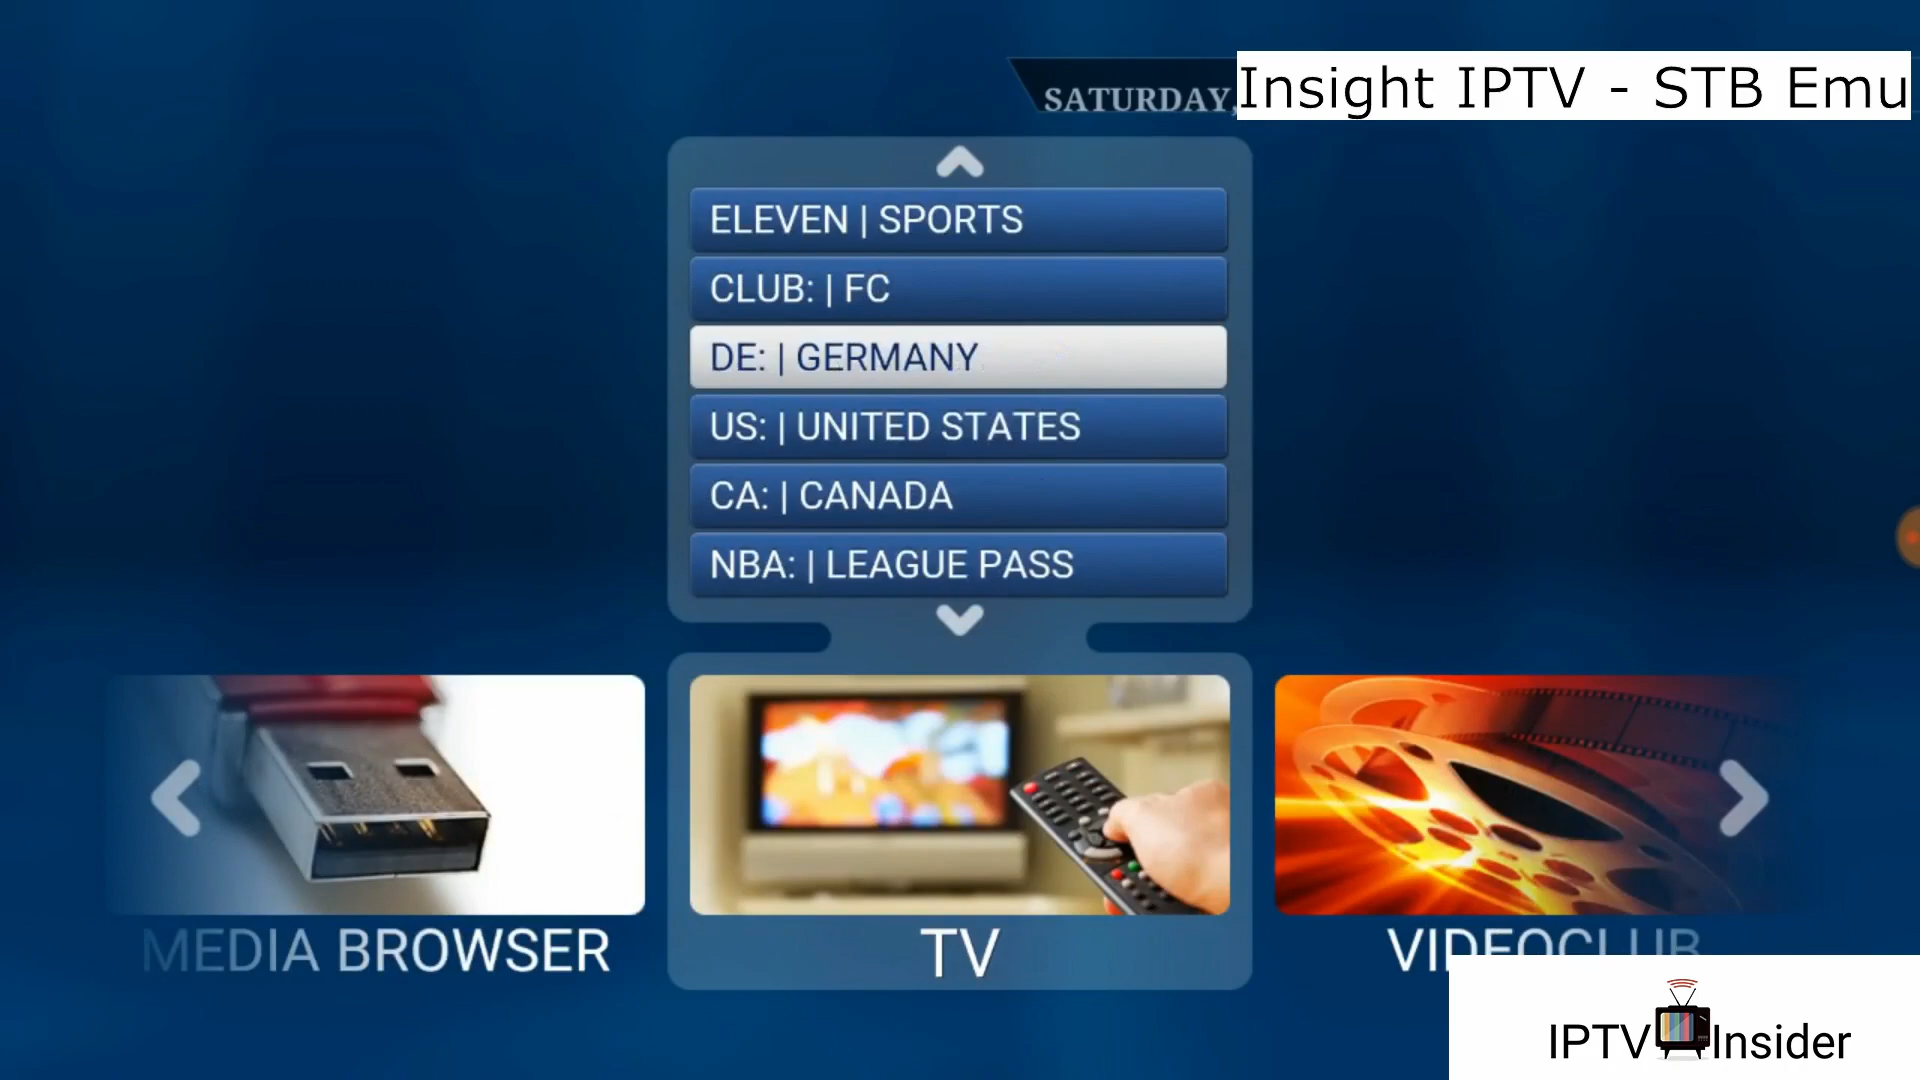 SATURDAY,
Insight IPTV - STB Emu
ELEVEN | SPORTS
CLUB: | FC
DE: | GERMANY
US: | UNITED STATES
CA: | CANADA
NBA: | LEAGUE PASS
MEDIA BROWSER
TV
VIDEOCLUB
IPTV Insider